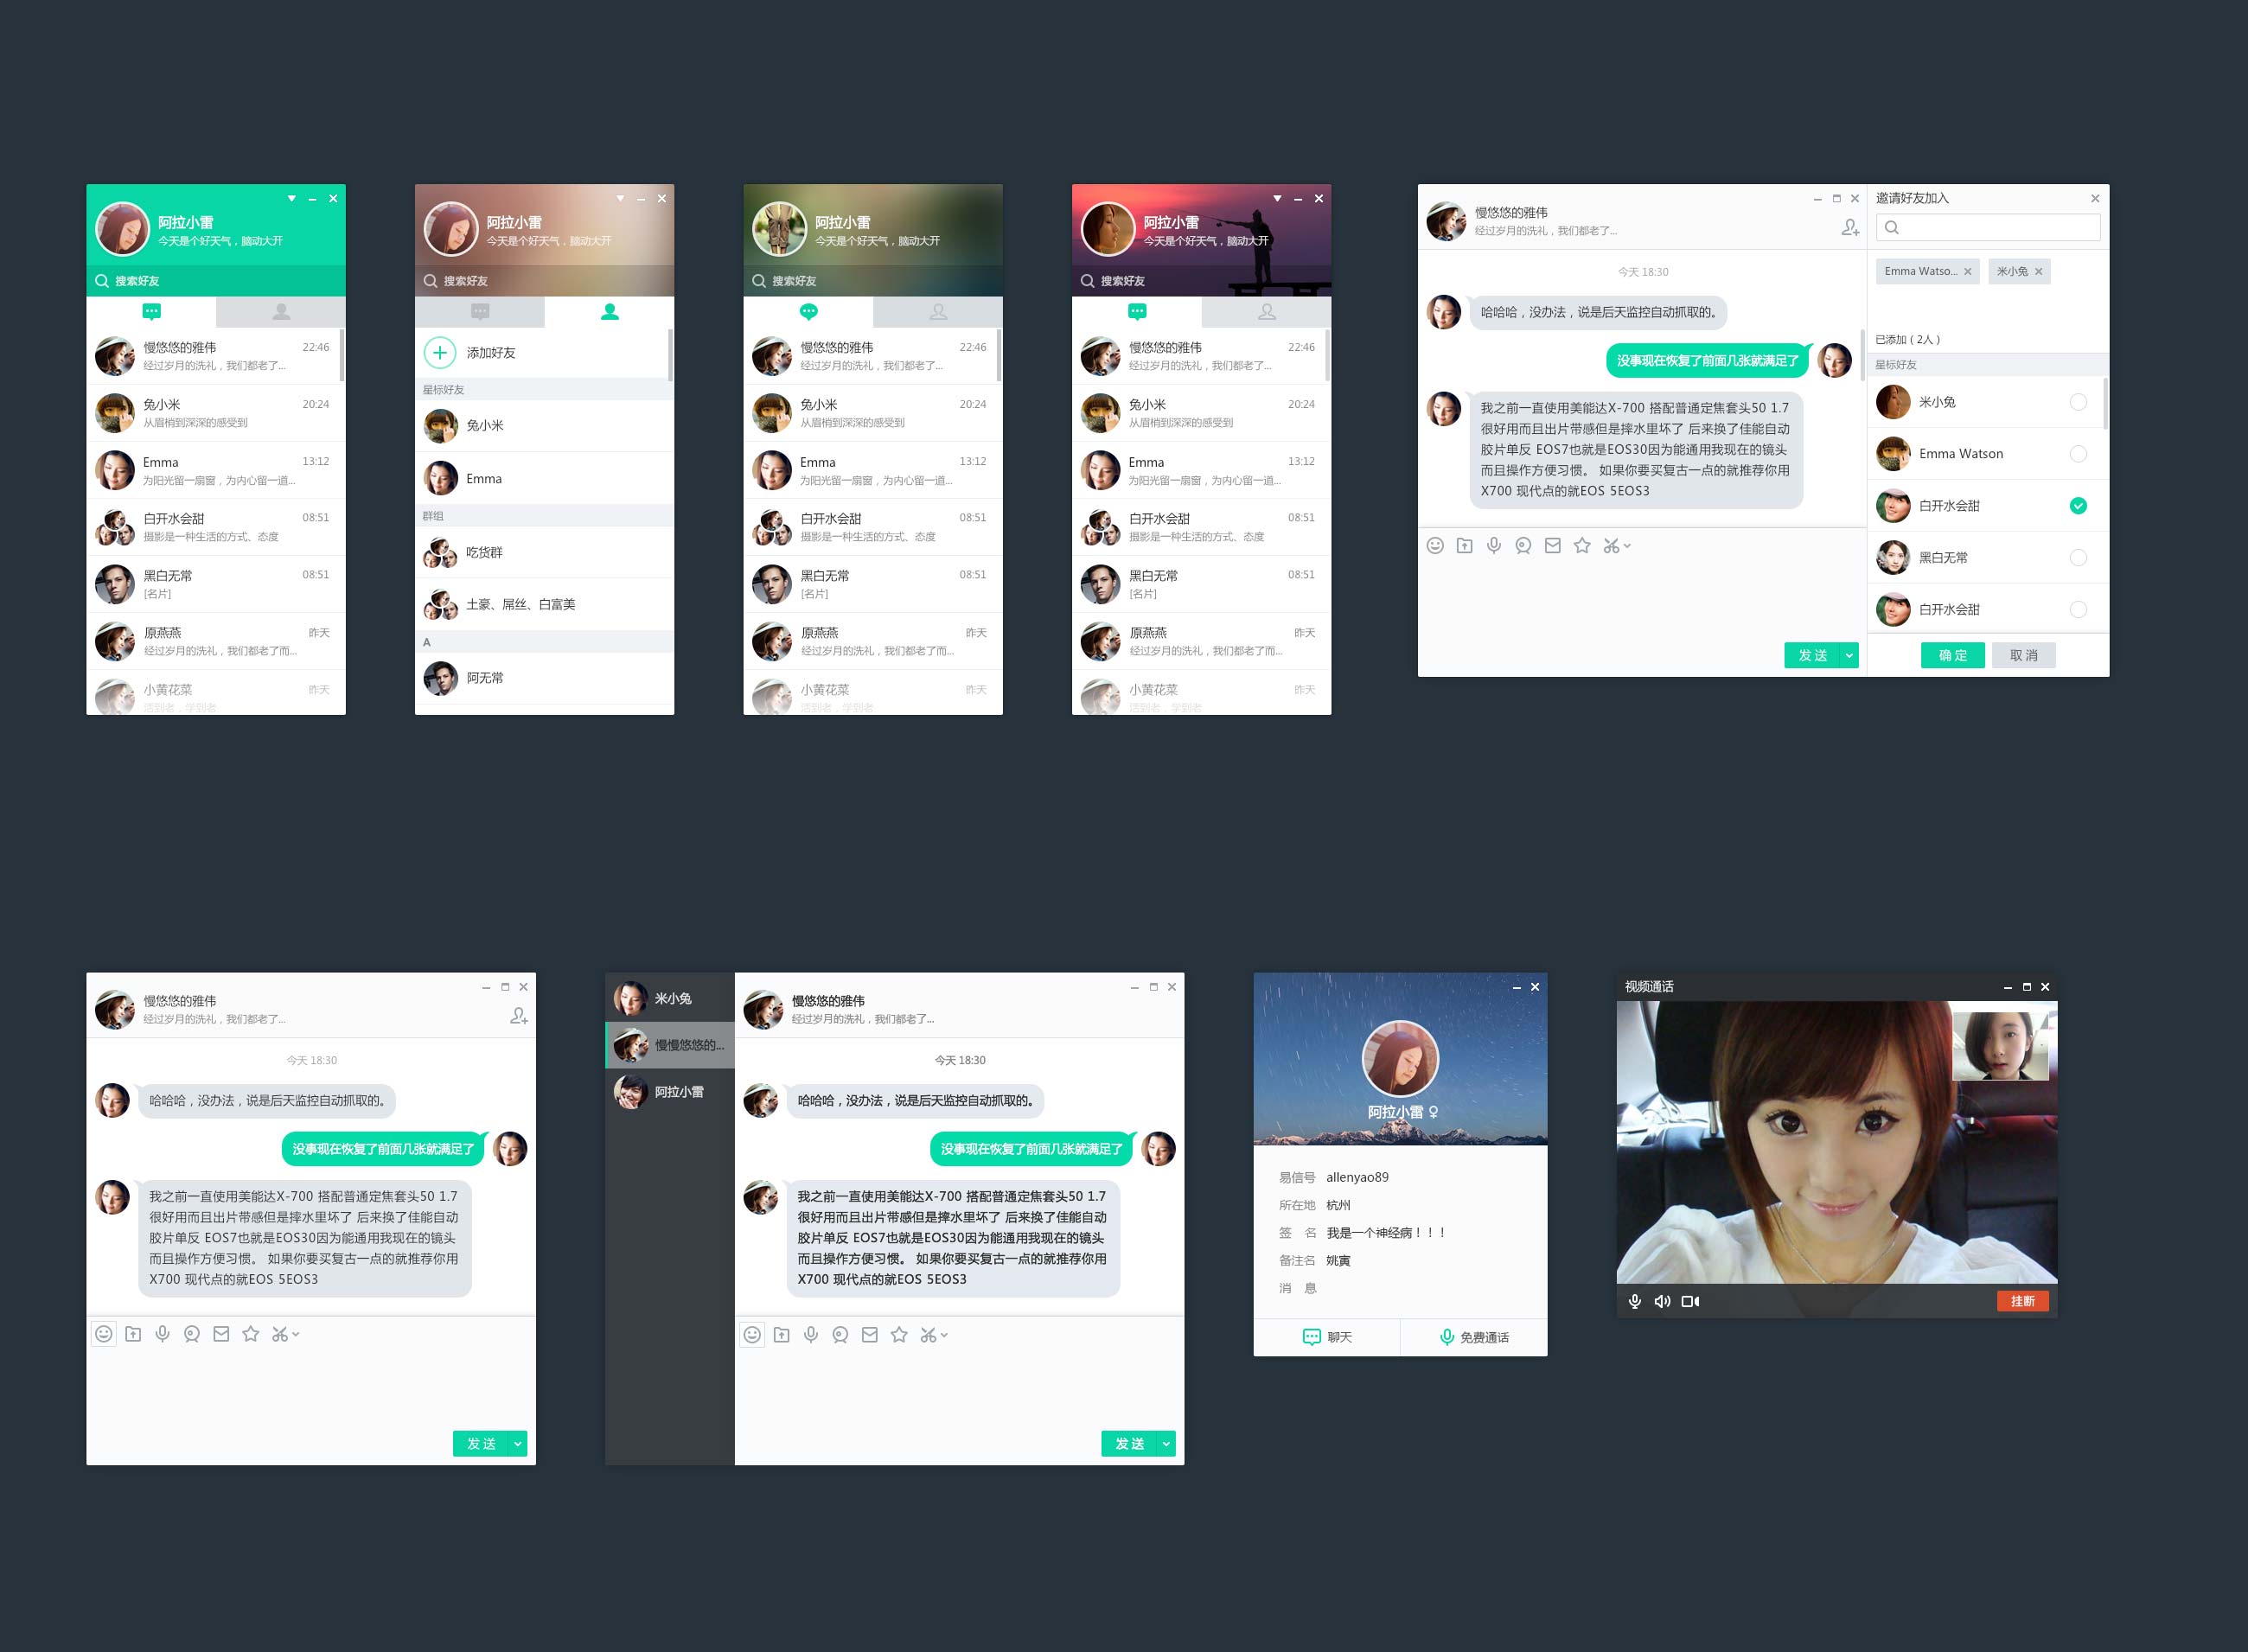 阿拉小雷
今天是个好天气，脑动大开
搜索好友
慢悠悠的雅伟 22:46
经过岁月的洗礼，我们都老了...
兔小米 20:24
从眉梢到深深的感受到
Emma 13:12
为阳光留一扇窗，为内心留一道...
白开水会甜 08:51
摄影是一种生活的方式、态度
黑白无常 08:51
[名片]
原燕燕 昨天
经过岁月的洗礼，我们都老了而...
小黄花菜 昨天
活到老，学到老
阿拉小雷
今天是个好天气，脑动大开
搜索好友
添加好友
星标好友
兔小米
Emma
群组
吃货群
土豪、屌丝、白富美
A
阿无常
阿拉小雷
今天是个好天气，脑动大开
搜索好友
慢悠悠的雅伟 22:46
经过岁月的洗礼，我们都老了...
兔小米 20:24
从眉梢到深深的感受到
Emma 13:12
为阳光留一扇窗，为内心留一道...
白开水会甜 08:51
摄影是一种生活的方式、态度
黑白无常 08:51
[名片]
原燕燕 昨天
经过岁月的洗礼，我们都老了而...
小黄花菜 昨天
活到老，学到老
阿拉小雷
今天是个好天气，脑动大开
搜索好友
慢悠悠的雅伟 22:46
经过岁月的洗礼，我们都老了...
兔小米 20:24
从眉梢到深深的感受到
Emma 13:12
为阳光留一扇窗，为内心留一道...
白开水会甜 08:51
摄影是一种生活的方式、态度
黑白无常 08:51
[名片]
原燕燕 昨天
经过岁月的洗礼，我们都老了而...
小黄花菜 昨天
活到老，学到老
慢悠悠的雅伟
经过岁月的洗礼，我们都老了...
今天 18:30
哈哈哈，没办法，说是后天监控自动抓取的。
没事现在恢复了前面几张就满足了
我之前一直使用美能达X-700 搭配普通定焦套头50 1.7
很好用而且出片带感但是摔水里坏了 后来换了佳能自动
胶片单反 EOS7也就是EOS30因为能通用我现在的镜头
而且操作方便习惯。 如果你要买复古一点的就推荐你用
X700 现代点的就EOS 5EOS3
发 送
邀请好友加入
Emma Watso... 米小兔
已添加（2人）
星标好友
米小兔
Emma Watson
白开水会甜
黑白无常
白开水会甜
确 定 取 消
慢悠悠的雅伟
经过岁月的洗礼，我们都老了...
今天 18:30
哈哈哈，没办法，说是后天监控自动抓取的。
没事现在恢复了前面几张就满足了
我之前一直使用美能达X-700 搭配普通定焦套头50 1.7
很好用而且出片带感但是摔水里坏了 后来换了佳能自动
胶片单反 EOS7也就是EOS30因为能通用我现在的镜头
而且操作方便习惯。 如果你要买复古一点的就推荐你用
X700 现代点的就EOS 5EOS3
发 送
米小兔
慢慢悠悠的...
阿拉小雷
慢悠悠的雅伟
经过岁月的洗礼，我们都老了...
今天 18:30
哈哈哈，没办法，说是后天监控自动抓取的。
没事现在恢复了前面几张就满足了
我之前一直使用美能达X-700 搭配普通定焦套头50 1.7
很好用而且出片带感但是摔水里坏了 后来换了佳能自动
胶片单反 EOS7也就是EOS30因为能通用我现在的镜头
而且操作方便习惯。 如果你要买复古一点的就推荐你用
X700 现代点的就EOS 5EOS3
发 送
阿拉小雷 ♀
易信号 allenyao89
所在地 杭州
签 名 我是一个神经病！！！
备注名 姚寅
消 息
聊天 免费通话
视频通话
挂断